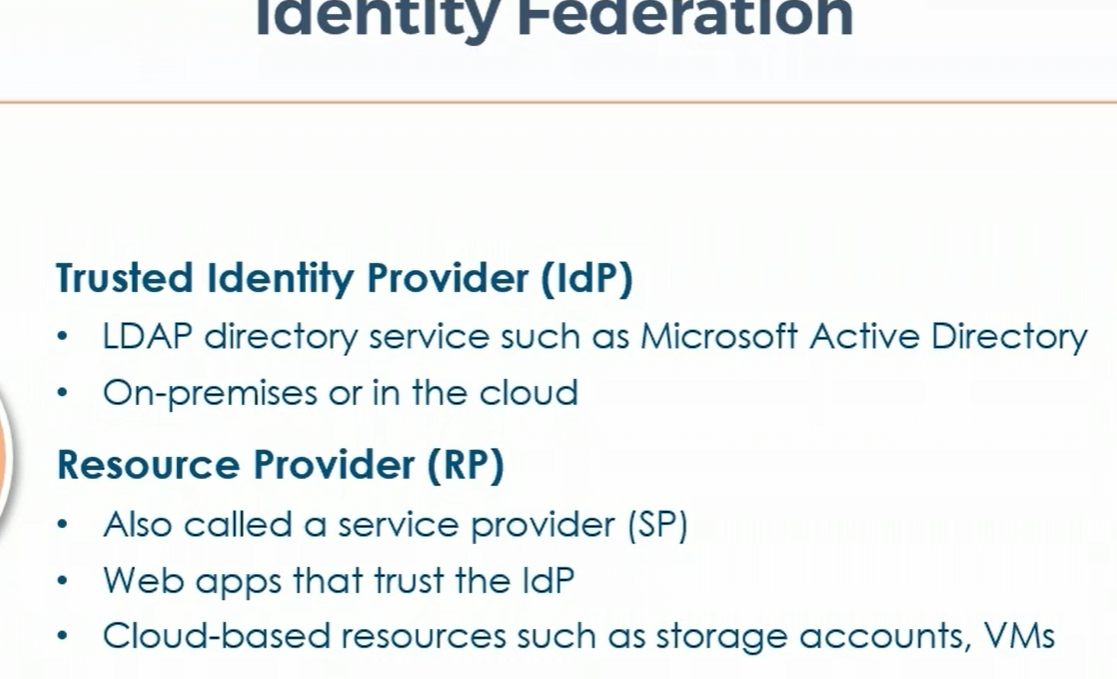 Identity Federation
Trusted Identity Provider (IdP)
• LDAP directory service such as Microsoft Active Directory
• On-premises or in the cloud
Resource Provider (RP)
• Also called a service provider (SP)
• Web apps that trust the IdP
• Cloud-based resources such as storage accounts, VMs